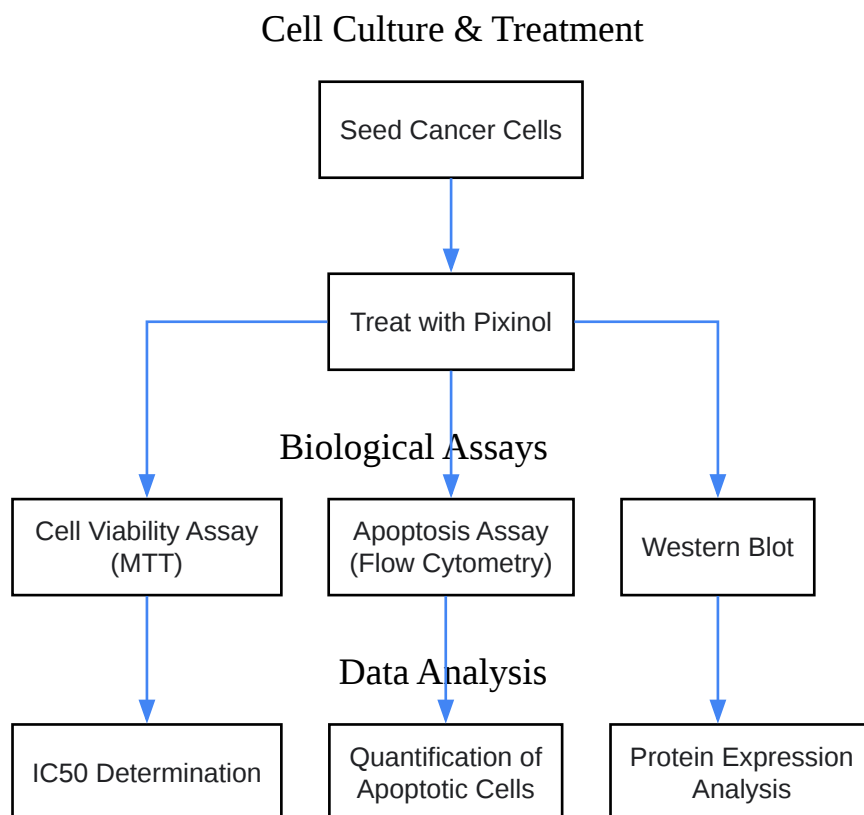 Cell Culture & Treatment
Seed Cancer Cells
Treat with Pixinol
Biological Assays
Cell Viability Assay
(MTT)
Apoptosis Assay
(Flow Cytometry)
Western Blot
Data Analysis
IC50 Determination
Quantification of
Apoptotic Cells
Protein Expression
Analysis